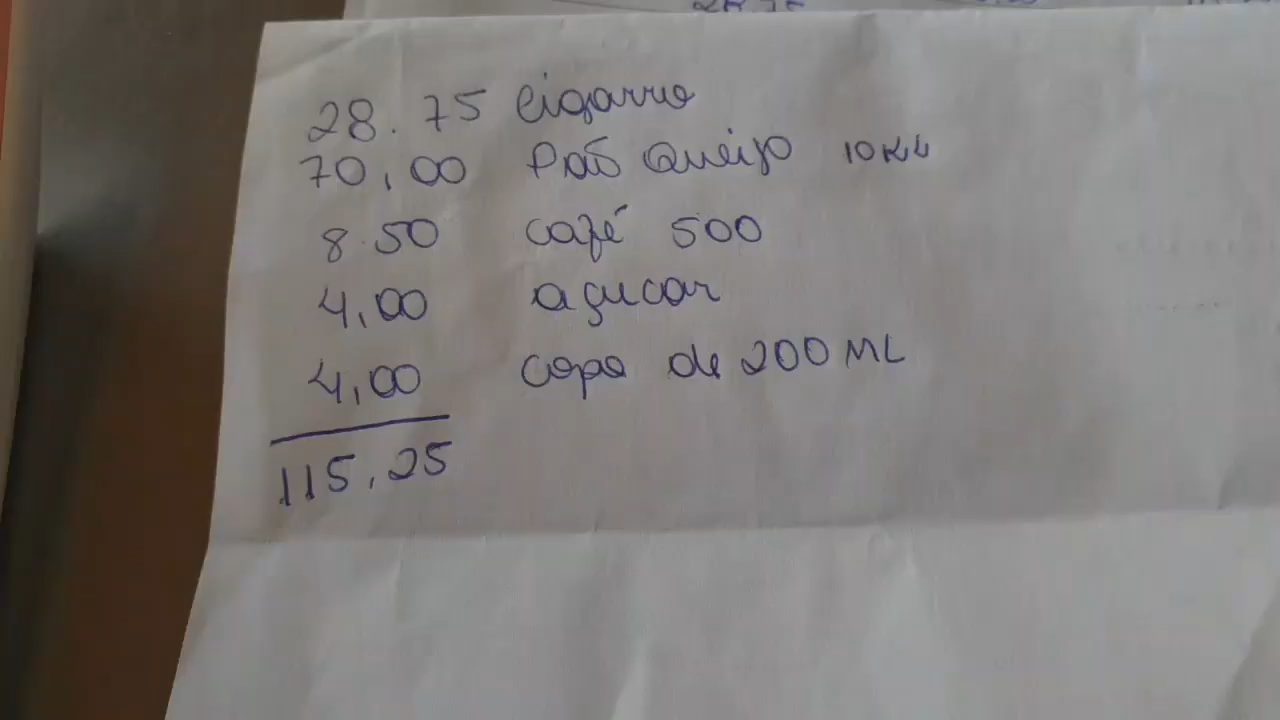 28.75 Cigarro
70,00 Pão Queijo 10KL
8.50 café 500
4,00 açucar
4,00 copo de 200 ML
115,25